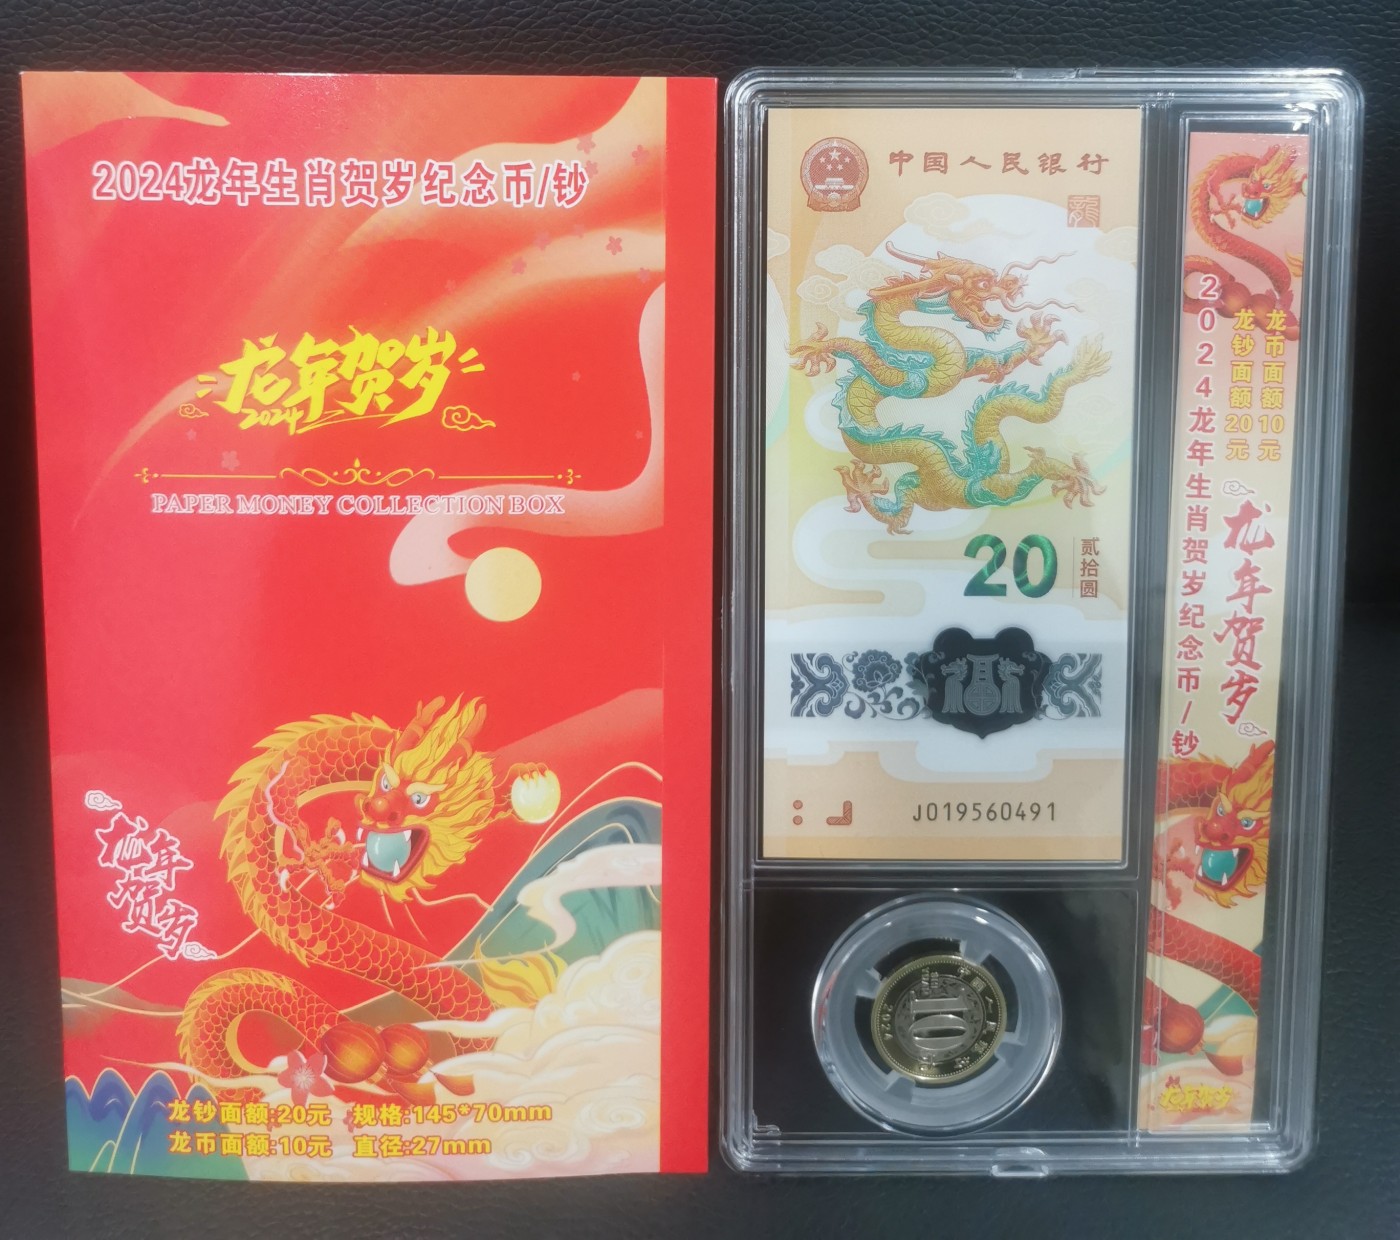 2024龙年生肖贺岁纪念币/钞
龙年贺岁
2024
PAPER MONEY COLLECTION BOX
龙年
贺岁
龙钞面额:20元 规格:145*70mm
龙币面额:10元 直径:27mm
中国人民银行
龍
20
贰拾圆
J019560491
10
2024
龙币面额10元
龙钞面额20元
2024龙年生肖贺岁纪念币/钞
龙年贺岁
龙年贺岁